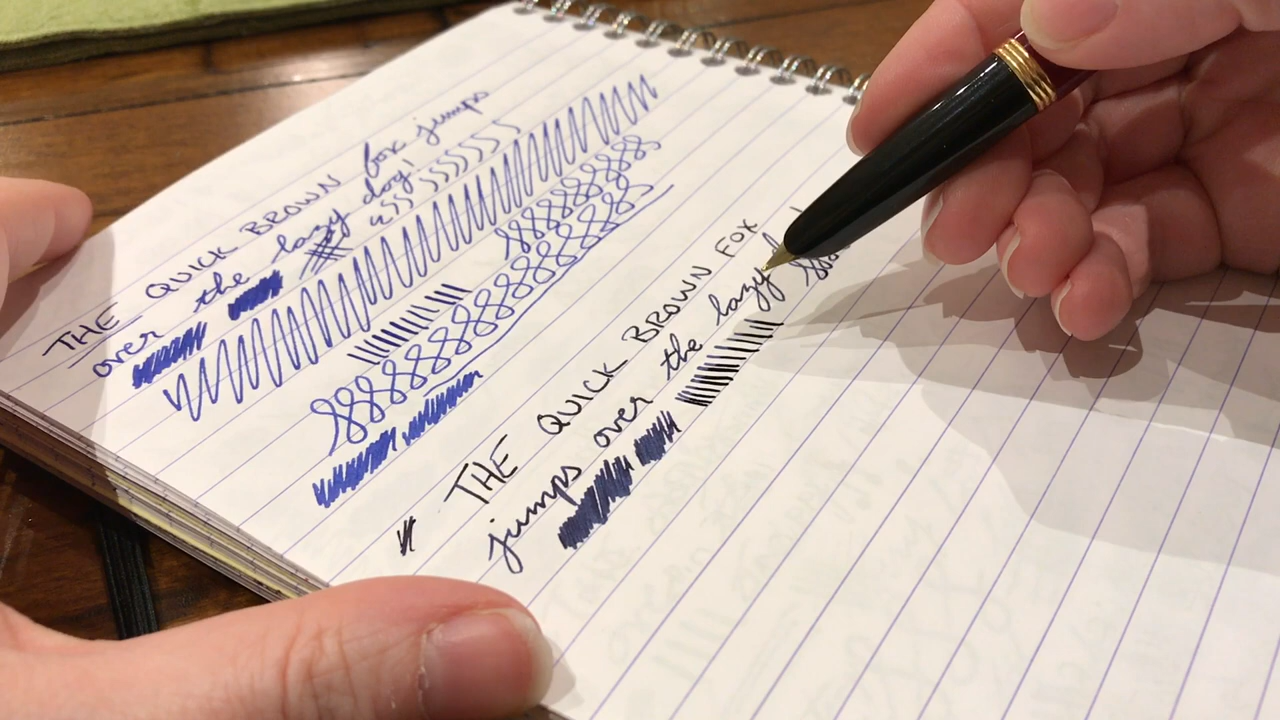 THE QUICK BROWN fox jumps
over the lazy dog!
THE QUICK BROWN FOX
jumps over the lazy